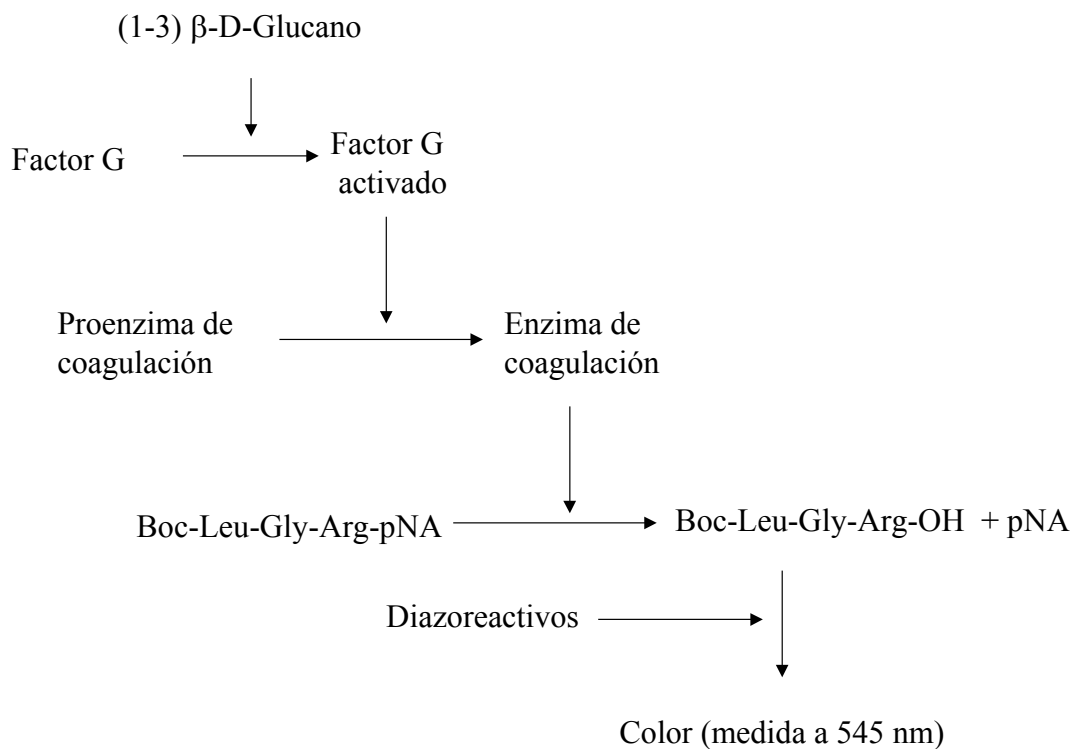 (1-3) β-D-Glucano
Factor G
Factor G
activado
Proenzima de
coagulación
Enzima de
coagulación
Boc-Leu-Gly-Arg-pNA
Boc-Leu-Gly-Arg-OH + pNA
Diazoreactivos
Color (medida a 545 nm)